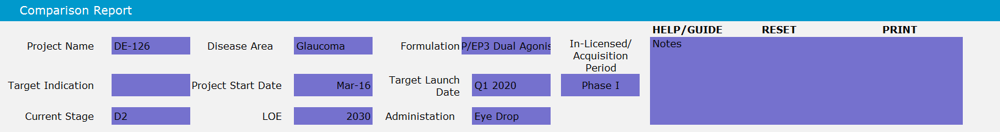 Comparison Report
HELP/GUIDE RESET PRINT
Project Name DE-126 Disease Area Glaucoma Formulation P/EP3 Dual Agonis In-Licensed/
Acquisition
Period
Notes
Target Indication Project Start Date Mar-16 Target Launch
Date Q1 2020 Phase I
Current Stage D2 LOE 2030 Administation Eye Drop